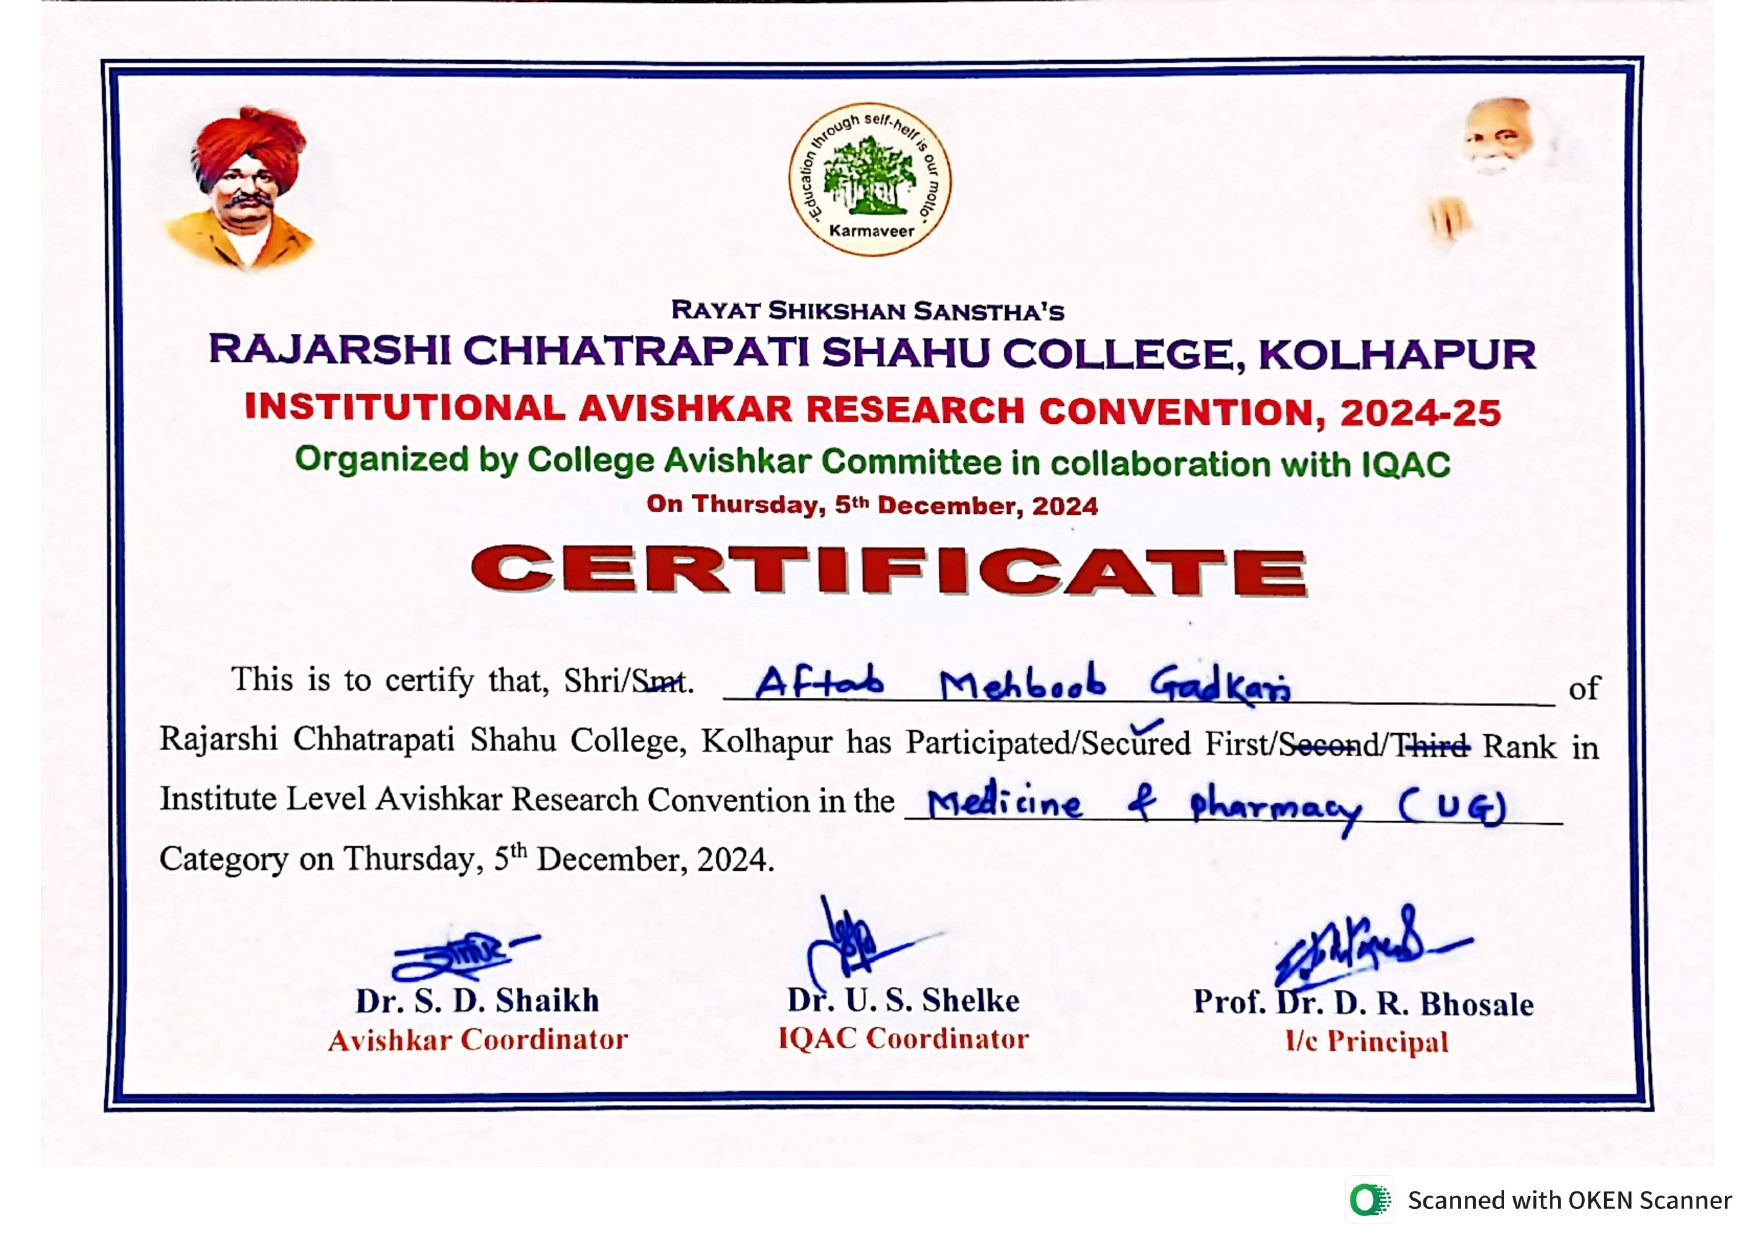 "Education through self-help is our motto"
Karmaveer
RAYAT SHIKSHAN SANSTHA'S
RAJARSHI CHHATRAPATI SHAHU COLLEGE, KOLHAPUR
INSTITUTIONAL AVISHKAR RESEARCH CONVENTION, 2024-25
Organized by College Avishkar Committee in collaboration with IQAC
On Thursday, 5th December, 2024
CERTIFICATE
This is to certify that, Shri/Smt. Aftab Mehboob Gadkari of
Rajarshi Chhatrapati Shahu College, Kolhapur has Participated/Secured First/Second/Third Rank in
Institute Level Avishkar Research Convention in the Medicine & pharmacy (UG)
Category on Thursday, 5th December, 2024.
Dr. S. D. Shaikh
Avishkar Coordinator
Dr. U. S. Shelke
IQAC Coordinator
Prof. Dr. D. R. Bhosale
I/c Principal
Scanned with OKEN Scanner